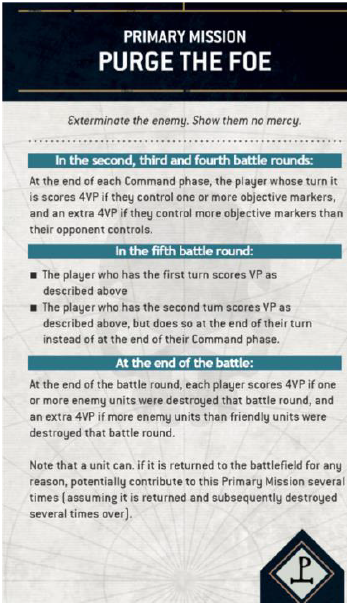 PRIMARY MISSION
PURGE THE FOE
Exterminate the enemy. Show them no mercy.
In the second, third and fourth battle rounds:
At the end of each Command phase, the player whose turn it
is scores 4VP if they control one or more objective markers,
and an extra 4VP if they control more objective markers than
their opponent controls.
In the fifth battle round:
■ The player who has the first turn scores VP as
described above
■ The player who has the second turn scores VP as
described above, but does so at the end of their turn
instead of at the end of their Command phase.
At the end of the battle:
At the end of the battle round, each player scores 4VP if one
or more enemy units were destroyed that battle round, and
an extra 4VP if more enemy units than friendly units were
destroyed that battle round.
Note that a unit can. if it is returned to the battlefield for any
reason, potentially contribute to this Primary Mission several
times (assuming it is returned and subsequently destroyed
several times over).
P